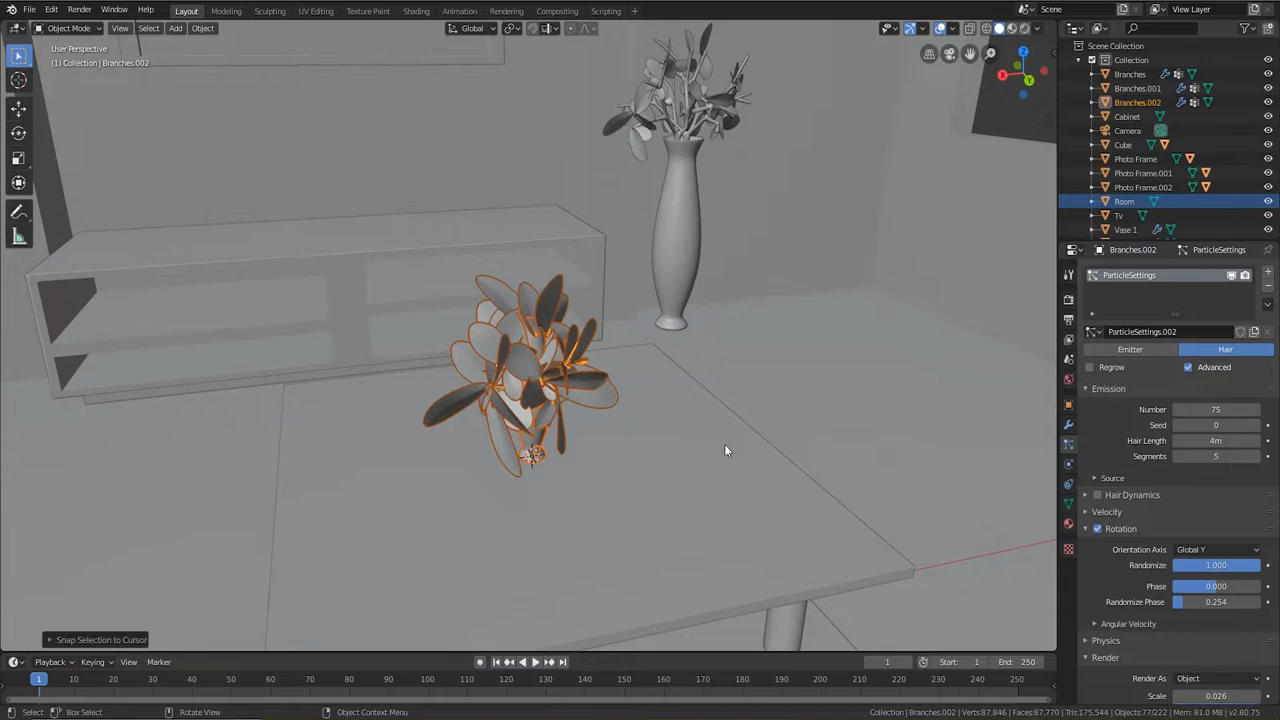 File Edit Render Window Help Layout Modeling Sculpting UV Editing Texture Paint Shading Animation Rendering Compositing Scripting + Scene View Layer
Object Mode View Select Add Object Global
User Perspective
(1) Collection | Branches.002
Scene Collection
Collection
Branches
Branches.001
Branches.002
Cabinet
Camera
Cube
Photo Frame
Photo Frame.001
Photo Frame.002
Room
Tv
Vase 1
Branches.002 ParticleSettings
ParticleSettings
ParticleSettings.002
Emitter Hair
Regrow Advanced
Emission
Number 75
Seed 0
Hair Length 4m
Segments 5
Source
Hair Dynamics
Velocity
Rotation
Orientation Axis Global Y
Randomize 1.000
Phase 0.000
Randomize Phase 0.254
Angular Velocity
Physics
Render
Render As Object
Scale 0.026
X
Y
Z
Snap Selection to Cursor
Playback Keying View Marker 1 Start: 1 End: 250
1 10 20 30 40 50 60 70 80 90 100 110 120 130 140 150 160 170 180 190 200 210 220 230 240 250
Select Box Select Rotate View Object Context Menu Collection | Branches.002 | Verts:87,846 | Faces:87,770 | Tris:175,544 | Objects:77/222 | Mem: 81.0 MB | v2.80.75